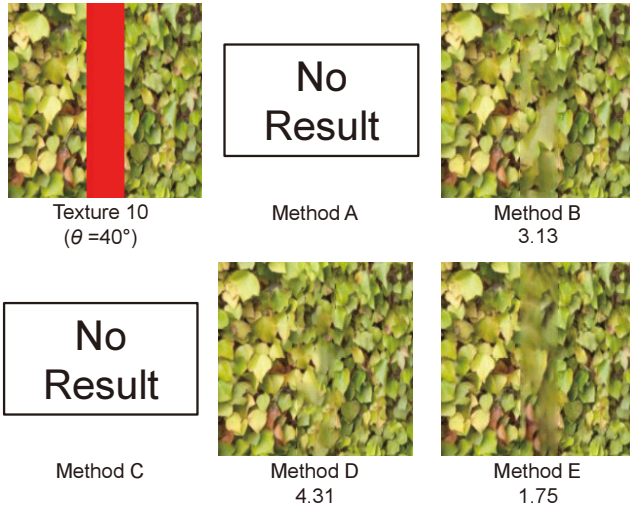 Texture 10
(θ =40°)
No
Result
Method A
Method B
3.13
No
Result
Method C
Method D
4.31
Method E
1.75